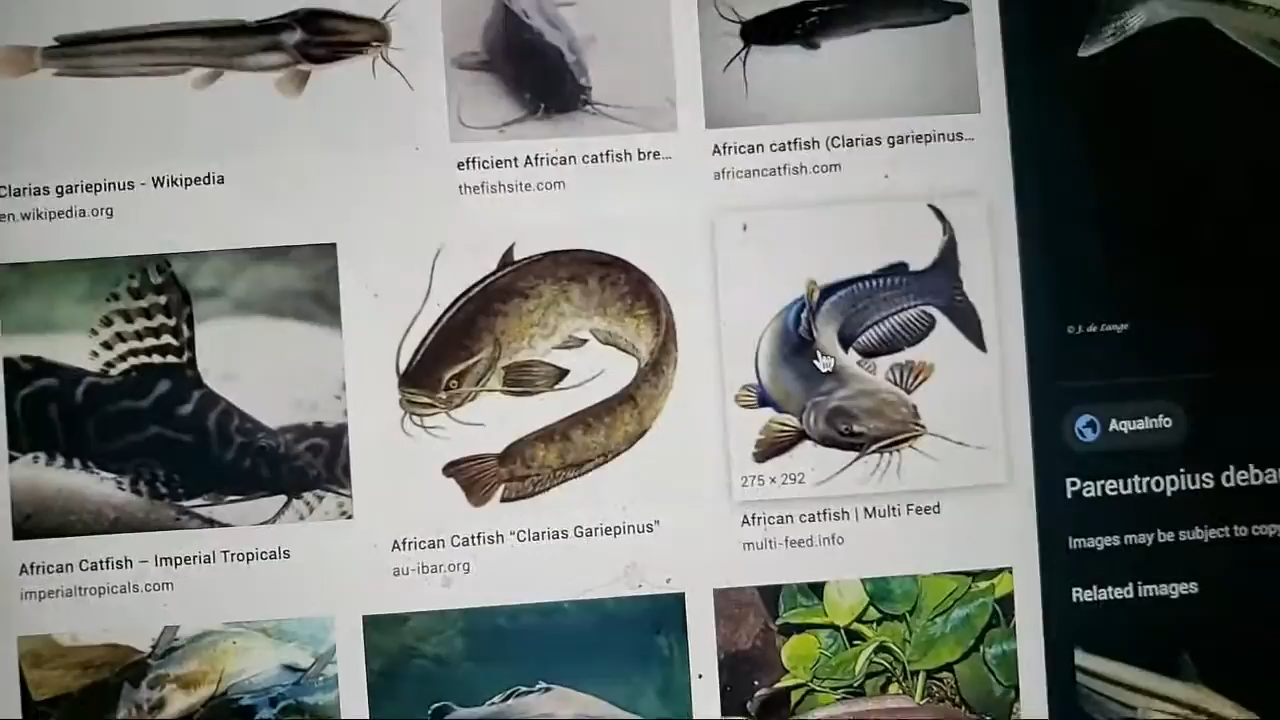 Clarias gariepinus - Wikipedia
en.wikipedia.org
efficient African catfish bre...
thefishsite.com
African catfish (Clarias gariepinus...
africancatfish.com
© J. de Lange
275 × 292
AquaInfo
Pareutropius deba
African Catfish – Imperial Tropicals
imperialtropicals.com
African Catfish “Clarias Gariepinus”
au-ibar.org
African catfish | Multi Feed
multi-feed.info
Images may be subject to cop
Related images